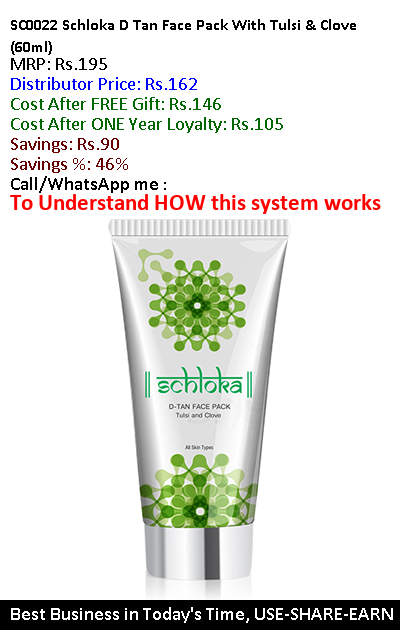 SC0022 Schloka D Tan Face Pack With Tulsi & Clove
(60ml)
MRP: Rs.195
Distributor Price: Rs.162
Cost After FREE Gift: Rs.146
Cost After ONE Year Loyalty: Rs.105
Savings: Rs.90
Savings %: 46%
Call/WhatsApp me :
To Understand HOW this system works
schloka
D-TAN FACE PACK
Tulsi and Clove
All Skin Types
Best Business in Today's Time, USE-SHARE-EARN